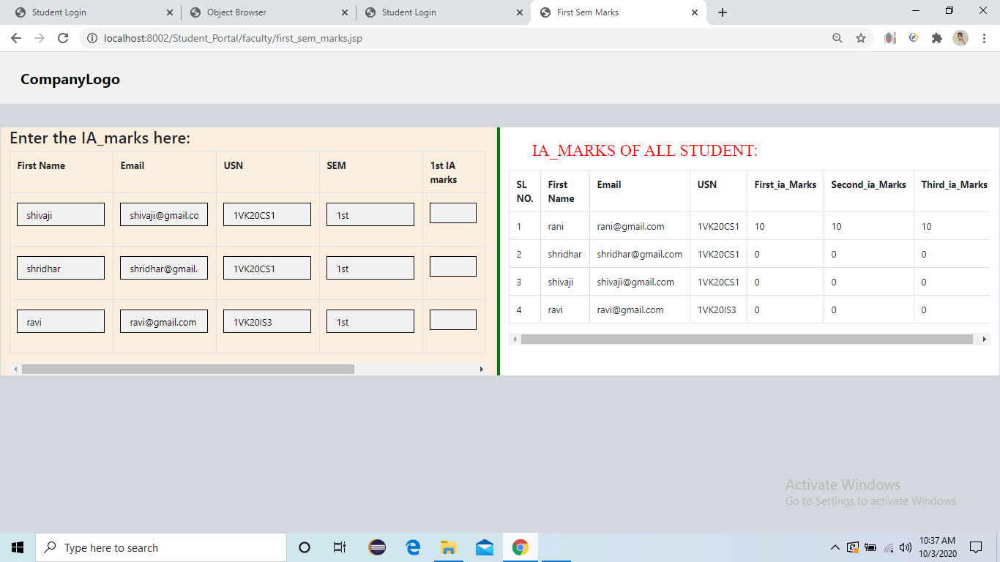 Student Login
Object Browser
Student Login
First Sem Marks
localhost:8002/Student_Portal/faculty/first_sem_marks.jsp
CompanyLogo
Enter the IA_marks here:
First Name Email USN SEM 1st IA marks
shivaji shivaji@gmail.co 1VK20CS1 1st
shridhar shridhar@gmail. 1VK20CS1 1st
ravi ravi@gmail.com 1VK20IS3 1st
IA_MARKS OF ALL STUDENT:
SL NO. First Name Email USN First_ia_Marks Second_ia_Marks Third_ia_Marks
1 rani rani@gmail.com 1VK20CS1 10 10 10
2 shridhar shridhar@gmail.com 1VK20CS1 0 0 0
3 shivaji shivaji@gmail.com 1VK20CS1 0 0 0
4 ravi ravi@gmail.com 1VK20IS3 0 0 0
Activate Windows
Go to Settings to activate Windows.
Type here to search
10:37 AM
10/3/2020